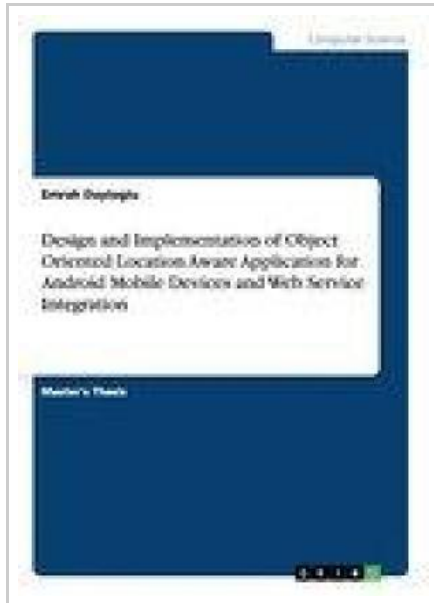 Computer Science
Emrah Dayioglu
Design and Implementation of Object
Oriented Location Aware Application for
Android Mobile Devices and Web Service
Integration
Master's Thesis
G R I N